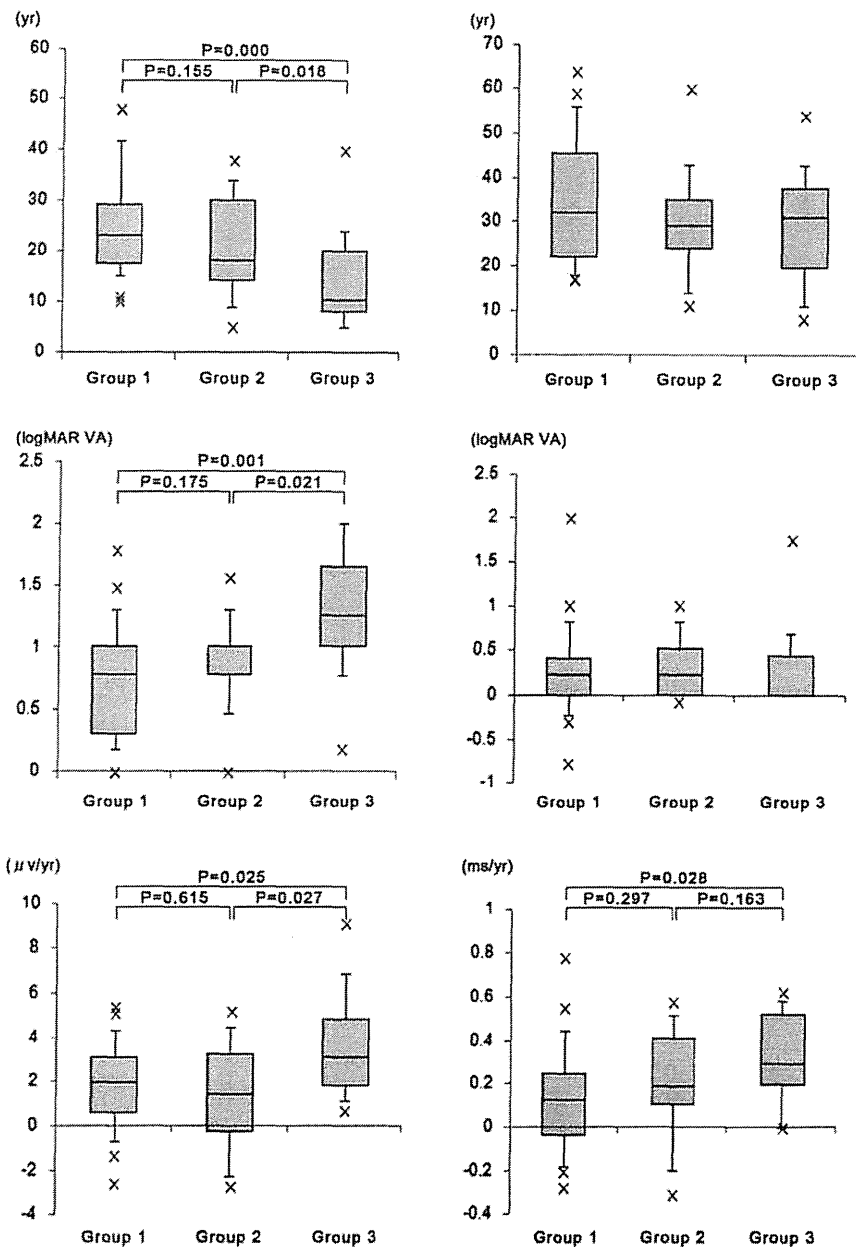 (yr)
60
50
40
30
20
10
0
P=0.000
P=0.155 P=0.018
Group 1 Group 2 Group 3
(yr)
70
60
50
40
30
20
10
0
Group 1 Group 2 Group 3
(logMAR VA)
2.5
2
1.5
1
0.5
0
P=0.001
P=0.175 P=0.021
Group 1 Group 2 Group 3
(logMAR VA)
2.5
2
1.5
1
0.5
0
-0.5
-1
Group 1 Group 2 Group 3
(μv/yr)
10
8
6
4
2
0
-2
-4
P=0.025
P=0.615 P=0.027
Group 1 Group 2 Group 3
(ms/yr)
1
0.8
0.6
0.4
0.2
0
-0.2
-0.4
P=0.028
P=0.297 P=0.163
Group 1 Group 2 Group 3